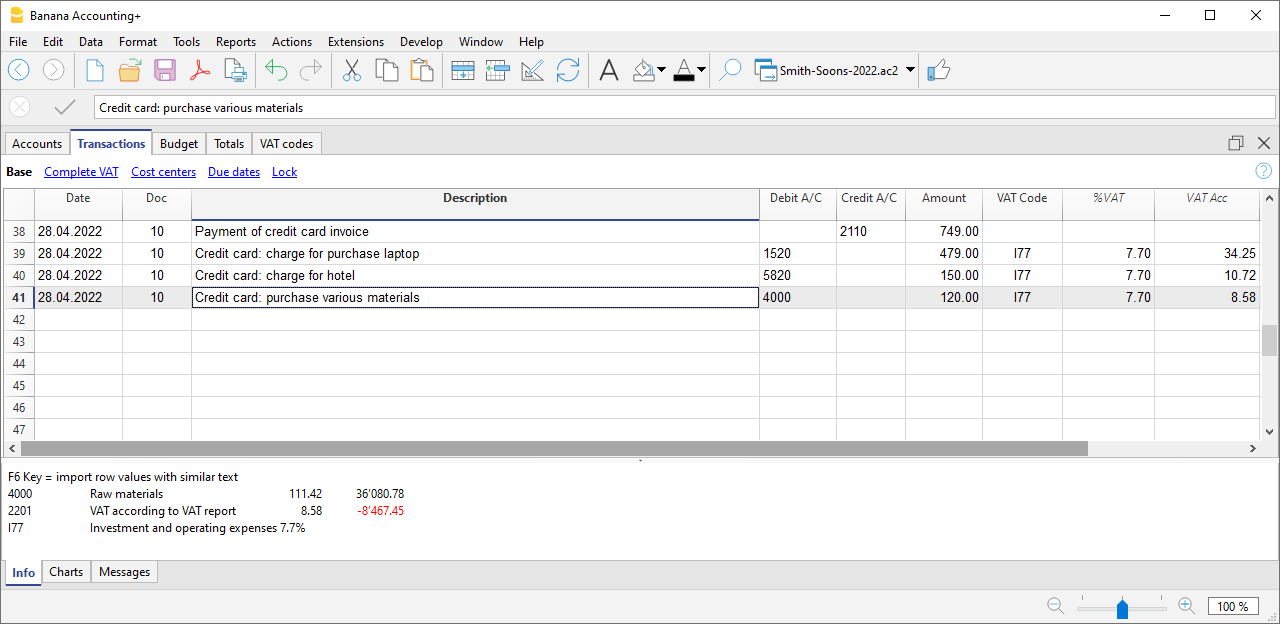 Banana Accounting+
File Edit Data Format Tools Reports Actions Extensions Develop Window Help
Smith-Soons-2022.ac2
Credit card: purchase various materials
Accounts Transactions Budget Totals VAT codes
Base Complete VAT Cost centers Due dates Lock
Date Doc Description Debit A/C Credit A/C Amount VAT Code %VAT VAT Acc
38 28.04.2022 10 Payment of credit card invoice 2110 749.00
39 28.04.2022 10 Credit card: charge for purchase laptop 1520 479.00 I77 7.70 34.25
40 28.04.2022 10 Credit card: charge for hotel 5820 150.00 I77 7.70 10.72
41 28.04.2022 10 Credit card: purchase various materials 4000 120.00 I77 7.70 8.58
42
43
44
45
46
47
F6 Key = import row values with similar text
4000 Raw materials 111.42 36'080.78
2201 VAT according to VAT report 8.58 -8'467.45
I77 Investment and operating expenses 7.7%
Info Charts Messages
100 %